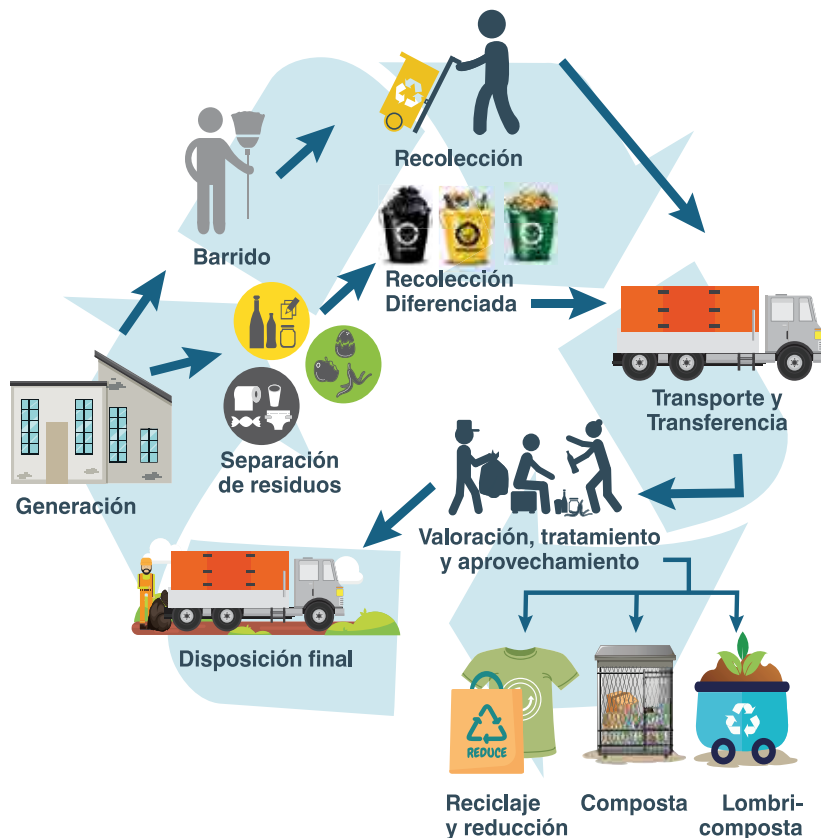 Recolección
Barrido
Recolección
Diferenciada
Transporte y
Transferencia
Separación
de residuos
Generación
Valoración, tratamiento
y aprovechamiento
Disposición final
REDUCE
Reciclaje
y reducción
Composta
Lombri-
composta